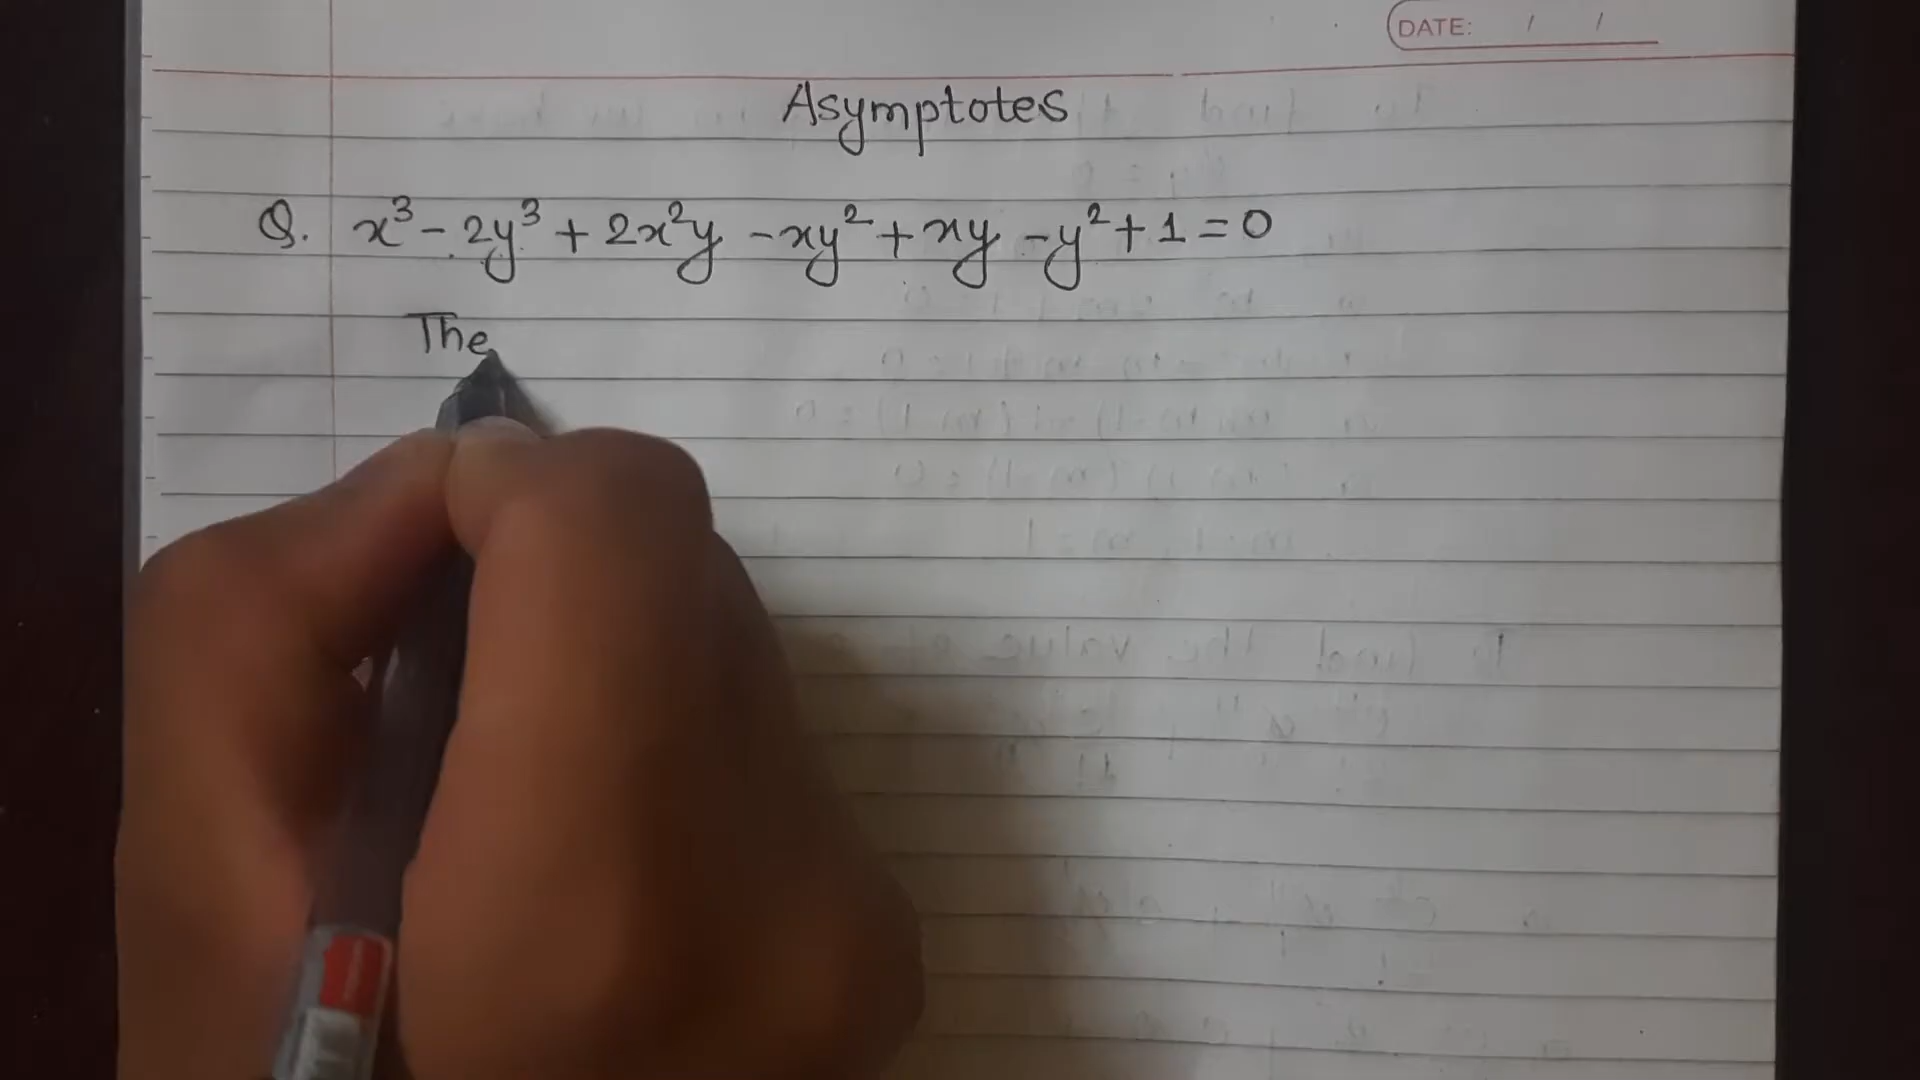 DATE: / /
Asymptotes
Q. x³ - 2y³ + 2x²y - xy² + xy - y² + 1 = 0
The